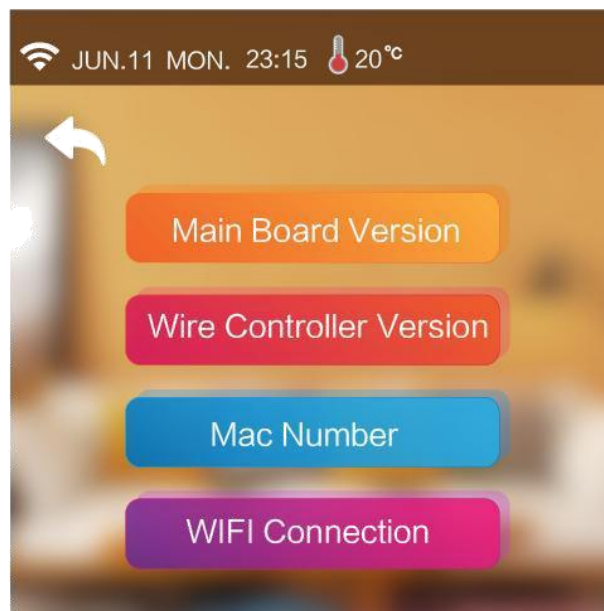 JUN.11 MON. 23:15 20℃
Main Board Version
Wire Controller Version
Mac Number
WIFI Connection